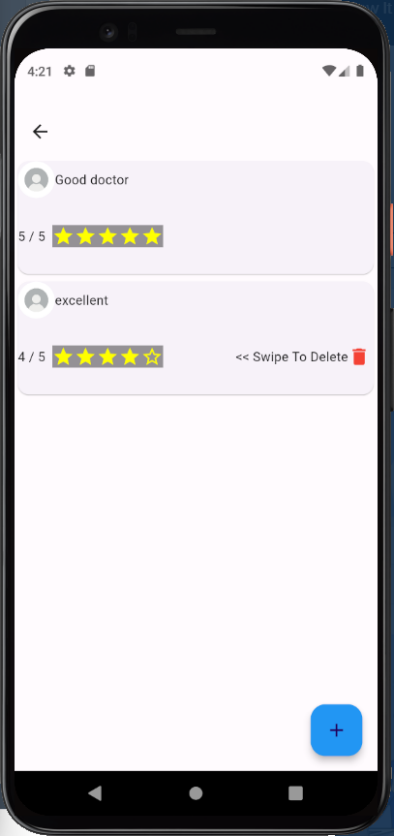 4:21
Good doctor
5 / 5
excellent
4 / 5 << Swipe To Delete
+